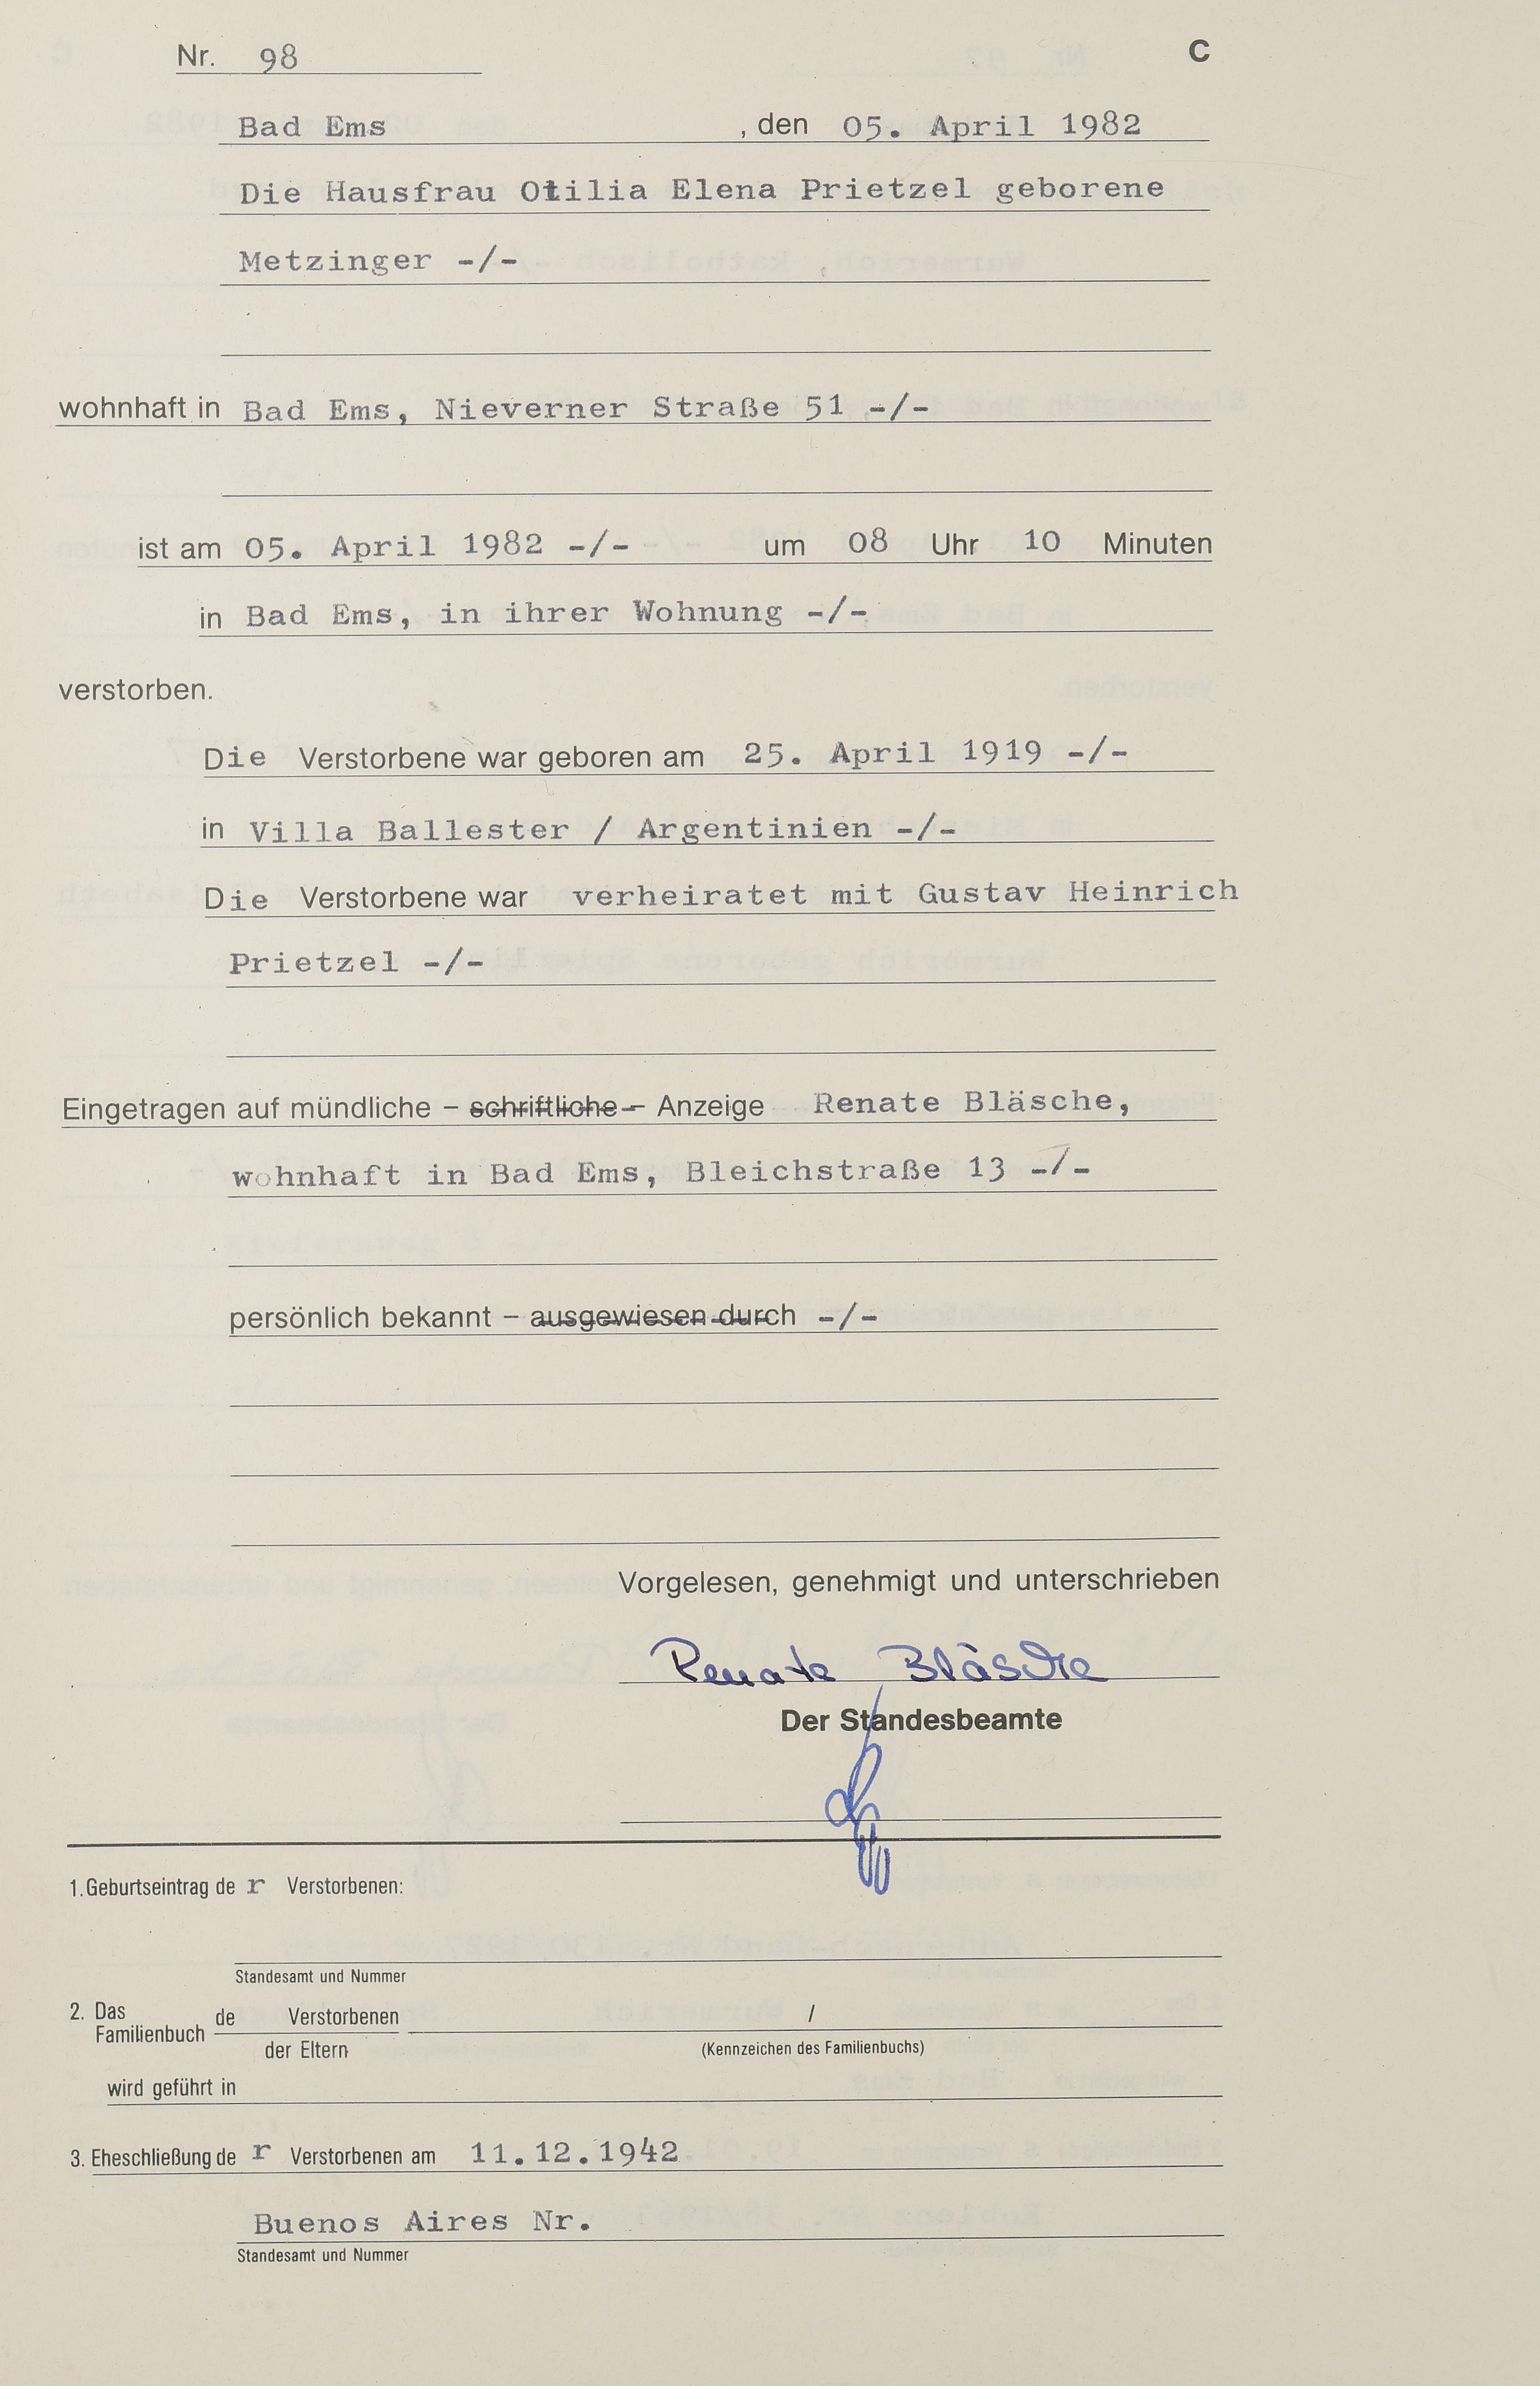 Nr. 98 C
Bad Ems , den 05. April 1982
Die Hausfrau Otilia Elena Prietzel geborene
Metzinger -/-
wohnhaft in Bad Ems, Nieverner Straße 51 -/-
ist am 05. April 1982 -/- um 08 Uhr 10 Minuten
in Bad Ems, in ihrer Wohnung -/-
verstorben.
Die Verstorbene war geboren am 25. April 1919 -/-
in Villa Ballester / Argentinien -/-
Die Verstorbene war verheiratet mit Gustav Heinrich
Prietzel -/-
Eingetragen auf mündliche – schriftliche – Anzeige Renate Bläsche,
wohnhaft in Bad Ems, Bleichstraße 13 -/-
persönlich bekannt – ausgewiesen durch -/-
Vorgelesen, genehmigt und unterschrieben
Renate Bläsche
Der Standesbeamte
1. Geburtseintrag de r Verstorbenen:
Standesamt und Nummer
2. Das Familienbuch de Verstorbenen /
der Eltern (Kennzeichen des Familienbuchs)
wird geführt in
3. Eheschließung de r Verstorbenen am 11.12.1942
Buenos Aires Nr.
Standesamt und Nummer